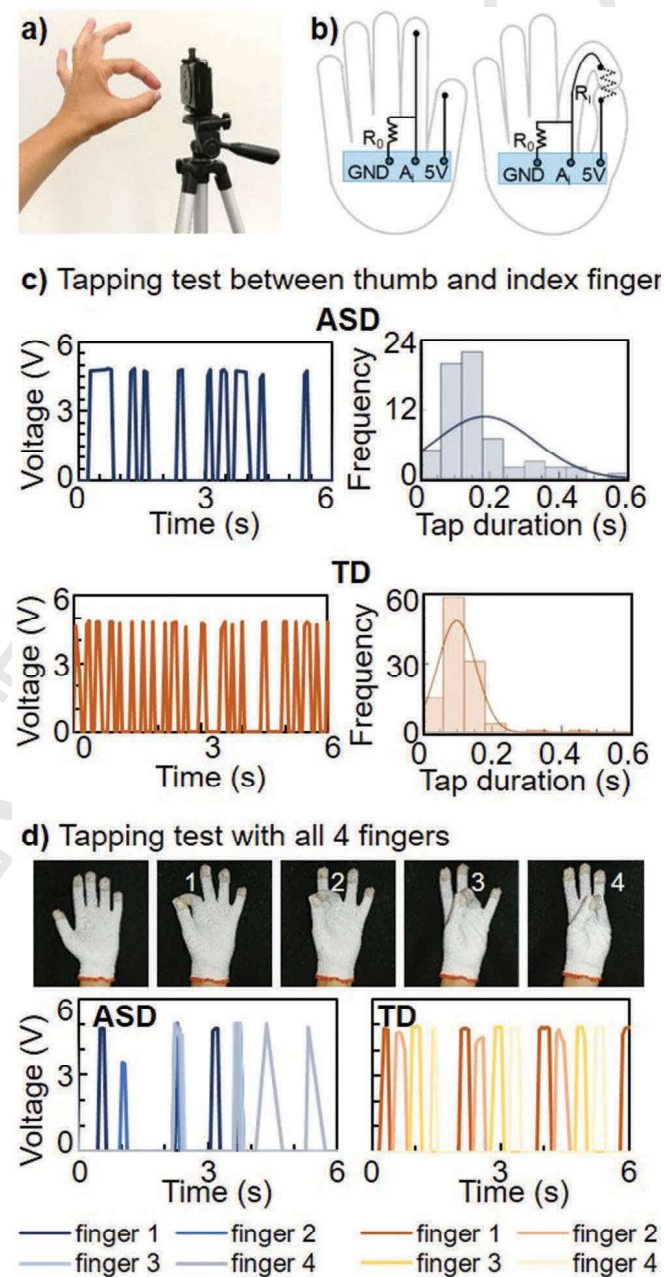 a)
b)
R0
GND Ai 5V
Ri
R0
GND Ai 5V
c) Tapping test between thumb and index finger
ASD
Voltage (V)
6
3
0
0 3 6
Time (s)
Frequency
24
12
0
0 0.2 0.4 0.6
Tap duration (s)
TD
Voltage (V)
6
3
0
0 3 6
Time (s)
Frequency
60
30
0
0 0.2 0.4 0.6
Tap duration (s)
d) Tapping test with all 4 fingers
1 2 3 4
ASD
Voltage (V)
6
3
0
0 3 6
Time (s)
TD
0 3 6
Time (s)
finger 1 finger 2
finger 3 finger 4
finger 1 finger 2
finger 3 finger 4